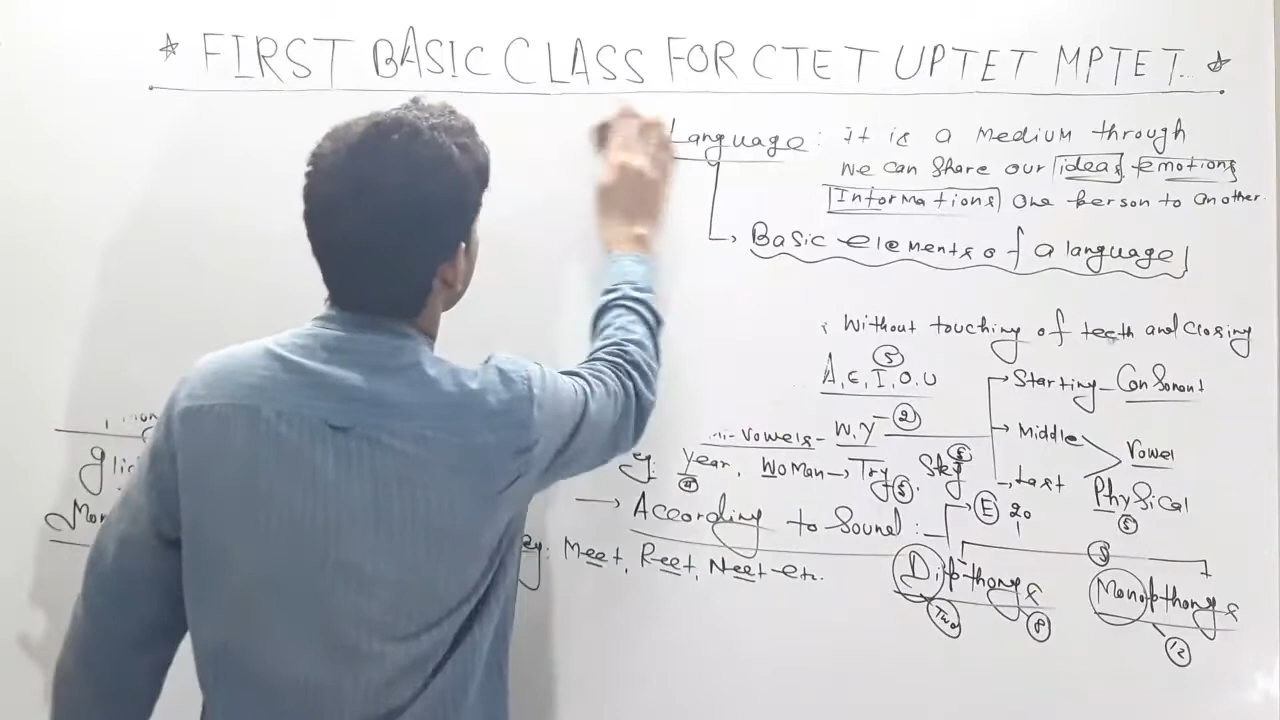 * FIRST BASIC CLASS FOR CTET UPTET MPTET.. *
Language: It is a medium through
we can share our ideas, emotions
Informations one person to another.
Basic elements of a language
Without touching of teeth and closing
5
A, E, I, O, U
Starting - Consonant
Vowels - W, Y - 2
Middle
Vowel
Last
Year, Woman → Try, Sky
Physical
→ According to Sound:-
E 20
eg: Meet, Reet, Neet etc.
Dipthongs
Monopthongs
Two
8
12